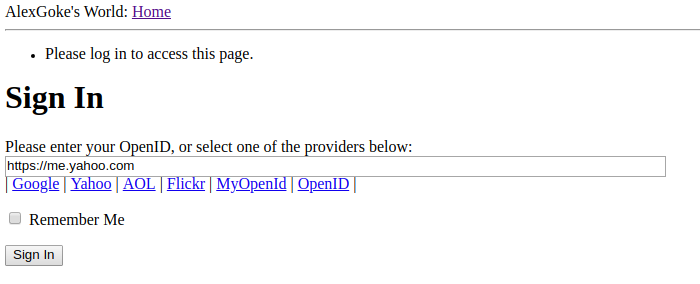 AlexGoke's World: Home
• Please log in to access this page.
Sign In
Please enter your OpenID, or select one of the providers below:
https://me.yahoo.com
| Google | Yahoo | AOL | Flickr | MyOpenId | OpenID |
Remember Me
Sign In